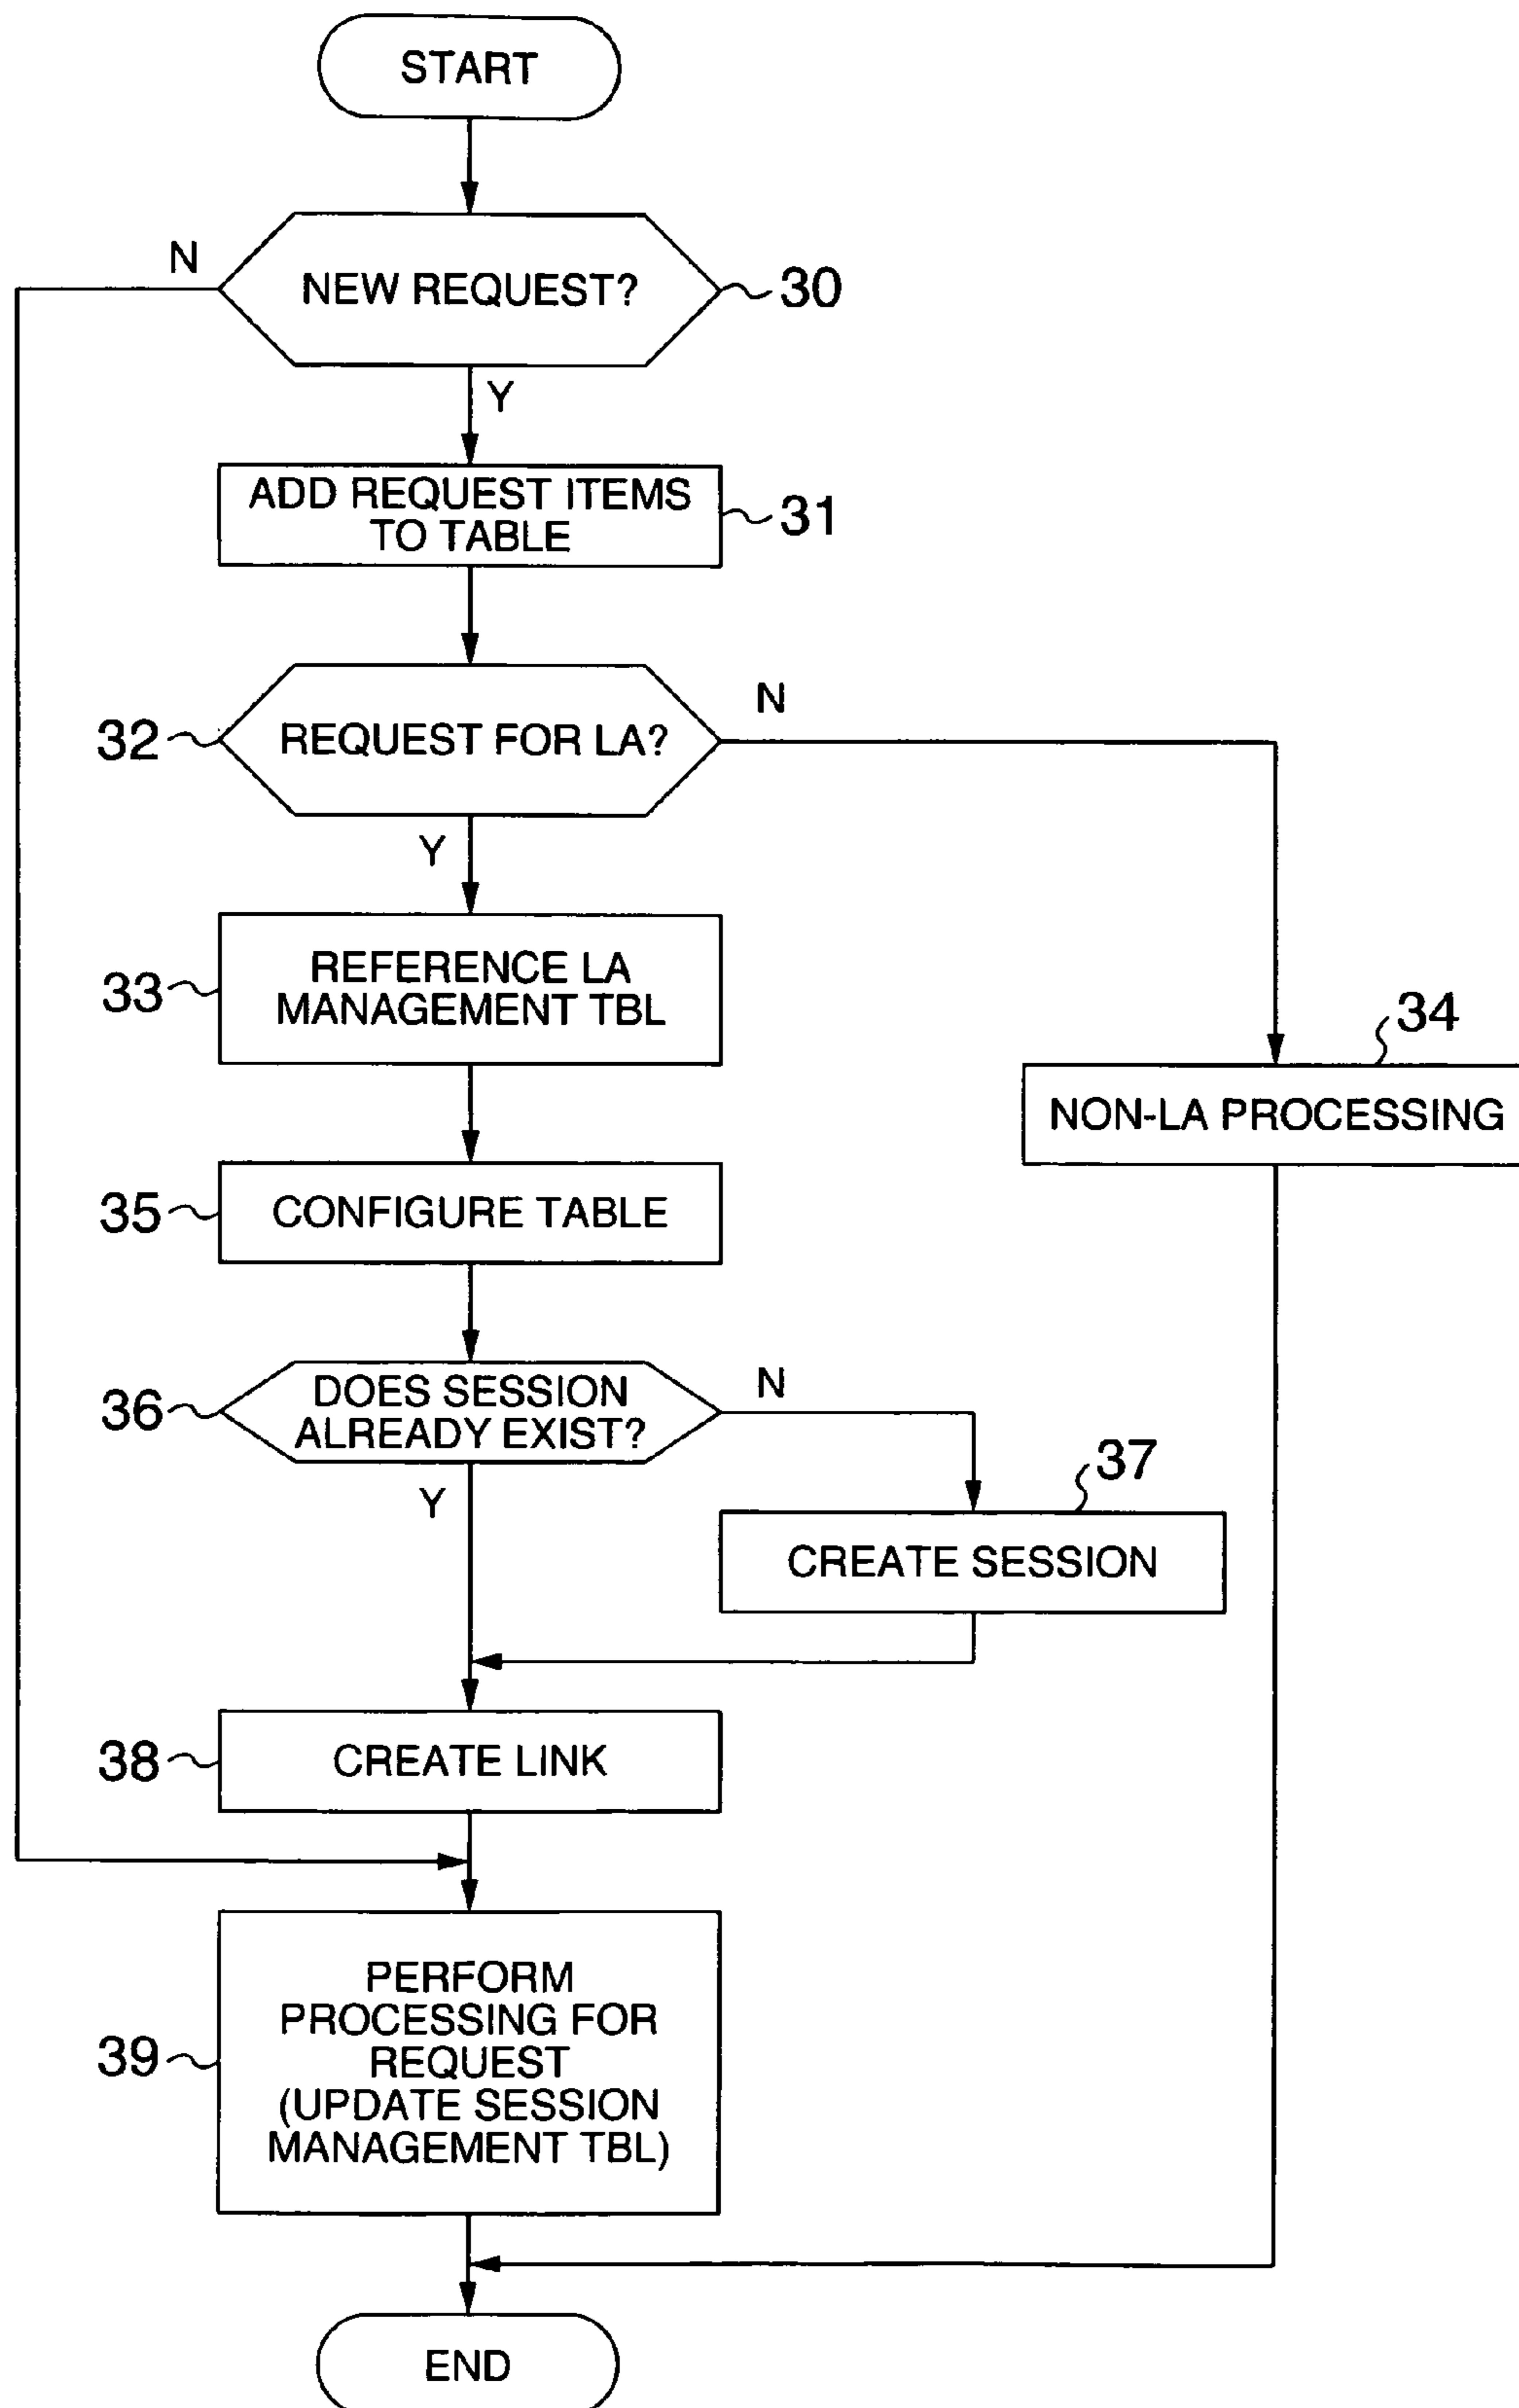 START
N
NEW REQUEST?
30
Y
ADD REQUEST ITEMS
TO TABLE
31
N
32
REQUEST FOR LA?
Y
33
REFERENCE LA
MANAGEMENT TBL
34
NON-LA PROCESSING
35
CONFIGURE TABLE
N
36
DOES SESSION
ALREADY EXIST?
37
Y
CREATE SESSION
38
CREATE LINK
39
PERFORM
PROCESSING FOR
REQUEST
(UPDATE SESSION
MANAGEMENT TBL)
END